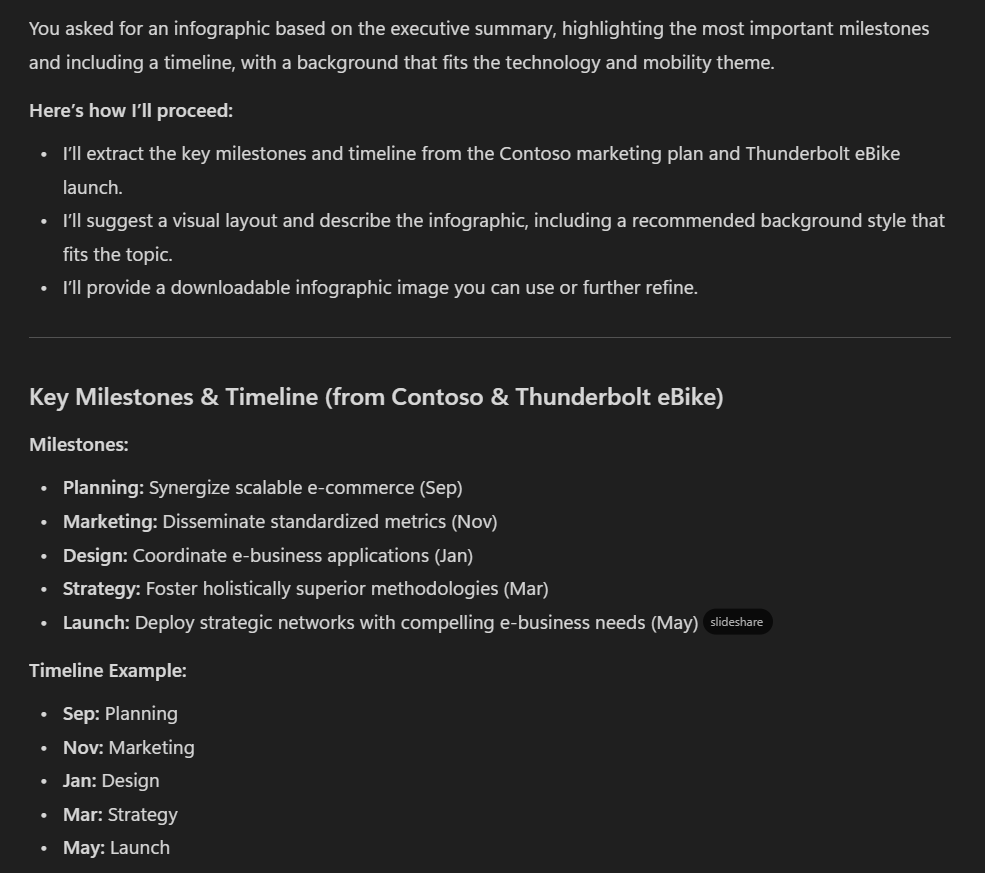 You asked for an infographic based on the executive summary, highlighting the most important milestones
and including a timeline, with a background that fits the technology and mobility theme.
Here’s how I’ll proceed:
• I’ll extract the key milestones and timeline from the Contoso marketing plan and Thunderbolt eBike
launch.
• I’ll suggest a visual layout and describe the infographic, including a recommended background style that
fits the topic.
• I’ll provide a downloadable infographic image you can use or further refine.
Key Milestones & Timeline (from Contoso & Thunderbolt eBike)
Milestones:
• Planning: Synergize scalable e-commerce (Sep)
• Marketing: Disseminate standardized metrics (Nov)
• Design: Coordinate e-business applications (Jan)
• Strategy: Foster holistically superior methodologies (Mar)
• Launch: Deploy strategic networks with compelling e-business needs (May) slideshare
Timeline Example:
• Sep: Planning
• Nov: Marketing
• Jan: Design
• Mar: Strategy
• May: Launch